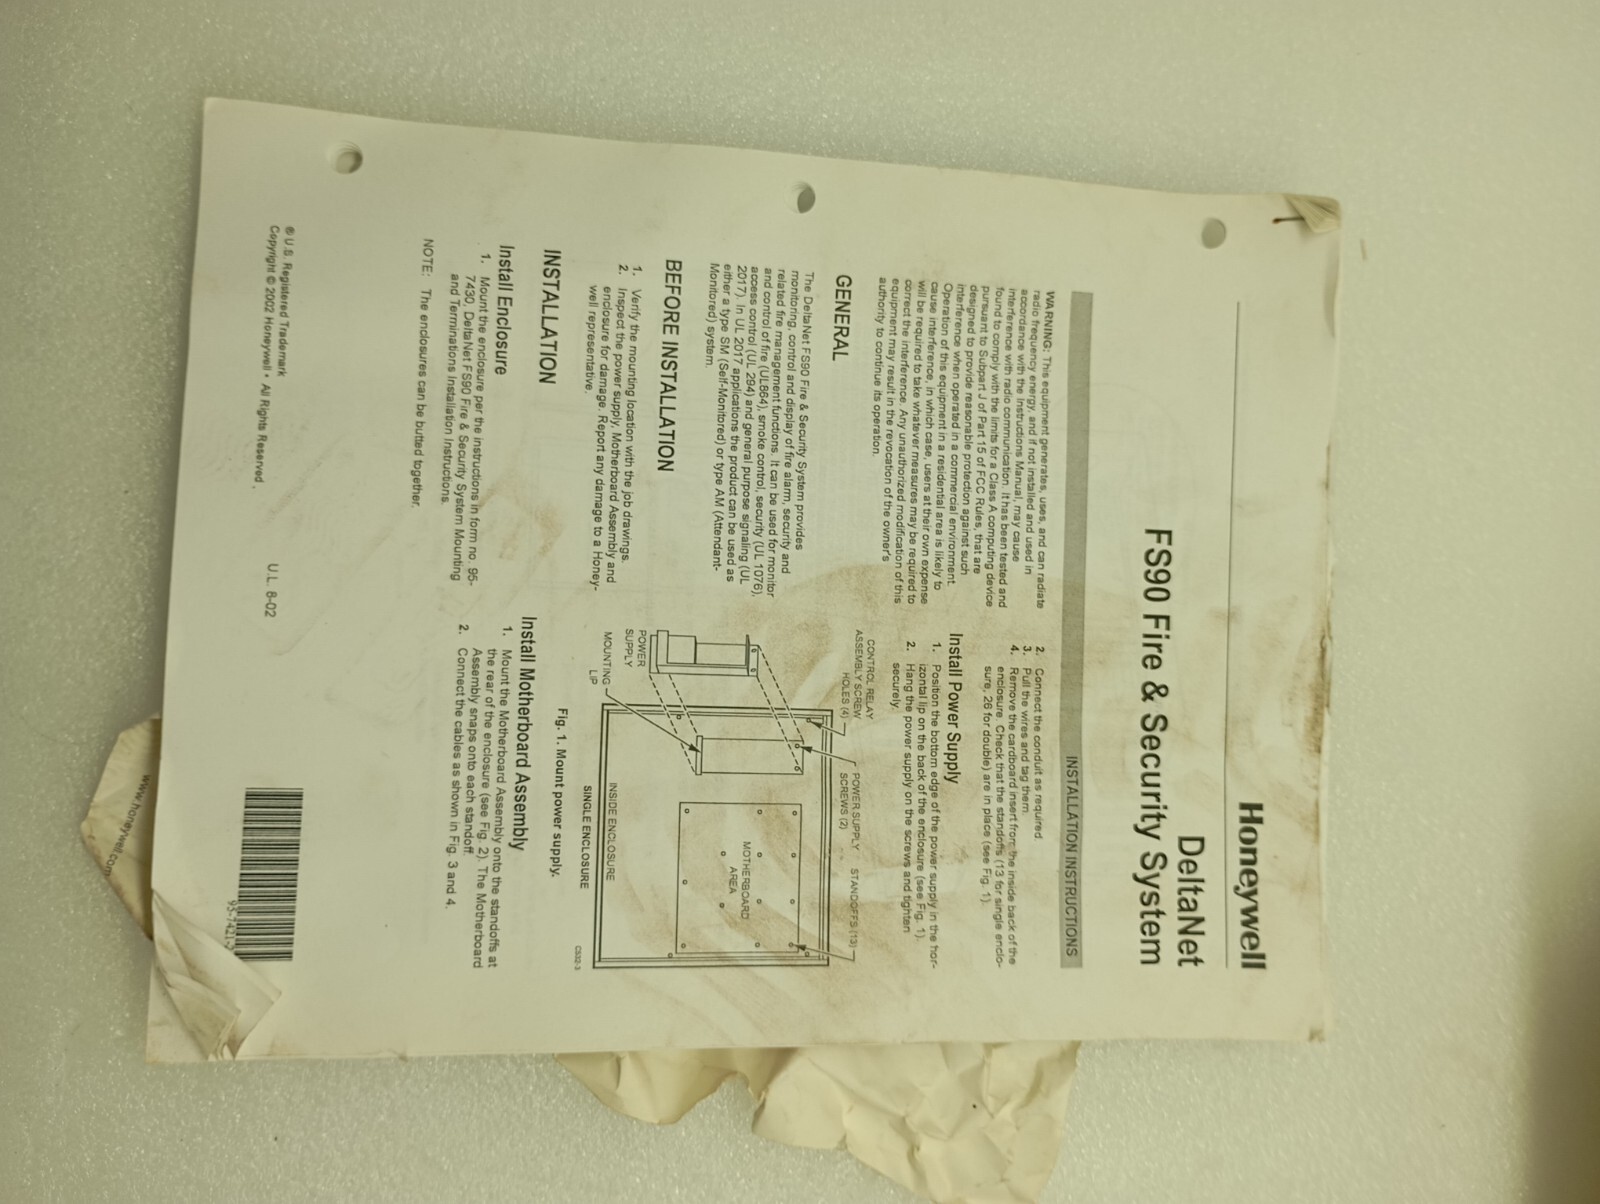 Honeywell
DeltaNet
FS90 Fire & Security System
INSTALLATION INSTRUCTIONS
WARNING: This equipment generates, uses, and can radiate
radio frequency energy, and if not installed and used in
accordance with the Instructions Manual, may cause
interference with radio communication. It has been tested and
found to comply with the limits for a Class A computing device
pursuant to Subpart J of Part 15 of FCC Rules, that are
designed to provide reasonable protection against such
interference when operated in a commercial environment.
Operation of this equipment in a residential area is likely to
cause interference, in which case, users at their own expense
will be required to take whatever measures may be required to
correct the interference. Any unauthorized modification of this
equipment may result in the revocation of the owner's
authority to continue its operation.
GENERAL
The DeltaNet FS90 Fire & Security System provides
monitoring, control and display of fire alarm, security and
related fire management functions. It can be used for monitor
and control of fire (UL864), smoke control, security (UL 1076),
access control (UL 294) and general purpose signaling (UL
2017). In UL 2017 applications the product can be used as
either a type SM (Self-Monitored) or type AM (Attendant-
Monitored) system.
BEFORE INSTALLATION
1. Verify the mounting location with the job drawings.
2. Inspect the power supply, Motherboard Assembly and
enclosure for damage. Report any damage to a Honey-
well representative.
INSTALLATION
Install Enclosure
1. Mount the enclosure per the instructions in form no. 95-
7430, DeltaNet FS90 Fire & Security System Mounting
and Terminations Installation Instructions.
NOTE: The enclosures can be butted together.
2. Connect the conduit as required.
3. Pull the wires and tag them.
4. Remove the cardboard insert from the inside back of the
enclosure. Check that the standoffs (13 for single enclo-
sure, 26 for double) are in place (see Fig. 1).
Install Power Supply
1. Position the bottom edge of the power supply in the hor-
izontal lip on the back of the enclosure (see Fig. 1).
2. Hang the power supply on the screws and tighten
securely.
CONTROL RELAY
ASSEMBLY SCREW
HOLES (4)
POWER SUPPLY
SCREWS (2)
STANDOFFS (13)
MOTHERBOARD
AREA
POWER
SUPPLY
MOUNTING
LIP
INSIDE ENCLOSURE
SINGLE ENCLOSURE
C532-3
Fig. 1. Mount power supply.
Install Motherboard Assembly
1. Mount the Motherboard Assembly onto the standoffs at
the rear of the enclosure (see Fig. 2). The Motherboard
Assembly snaps onto each standoff.
2. Connect the cables as shown in Fig. 3 and 4.
® U.S. Registered Trademark
Copyright © 2002 Honeywell • All Rights Reserved .
U.L. 8-02
www.honeywell.com